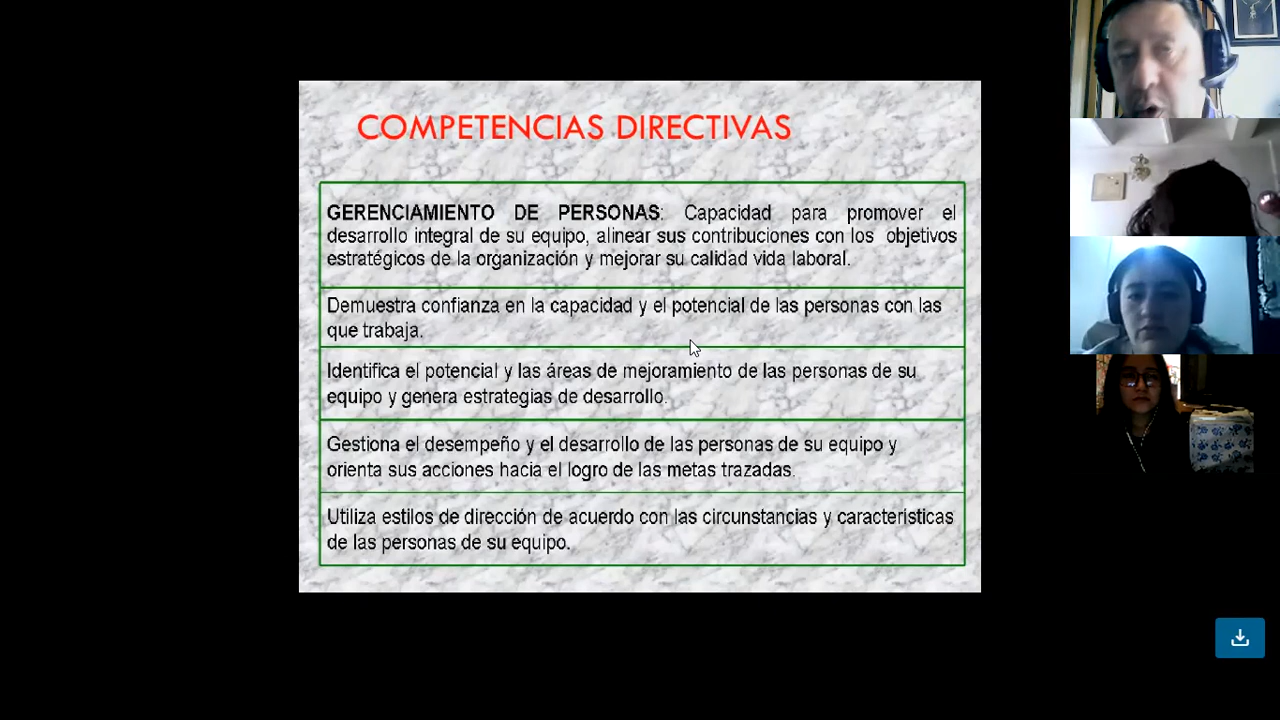 COMPETENCIAS DIRECTIVAS
GERENCIAMIENTO DE PERSONAS: Capacidad para promover el
desarrollo integral de su equipo, alinear sus contribuciones con los objetivos
estratégicos de la organización y mejorar su calidad vida laboral.
Demuestra confianza en la capacidad y el potencial de las personas con las
que trabaja.
Identifica el potencial y las áreas de mejoramiento de las personas de su
equipo y genera estrategias de desarrollo.
Gestiona el desempeño y el desarrollo de las personas de su equipo y
orienta sus acciones hacia el logro de las metas trazadas.
Utiliza estilos de dirección de acuerdo con las circunstancias y características
de las personas de su equipo.